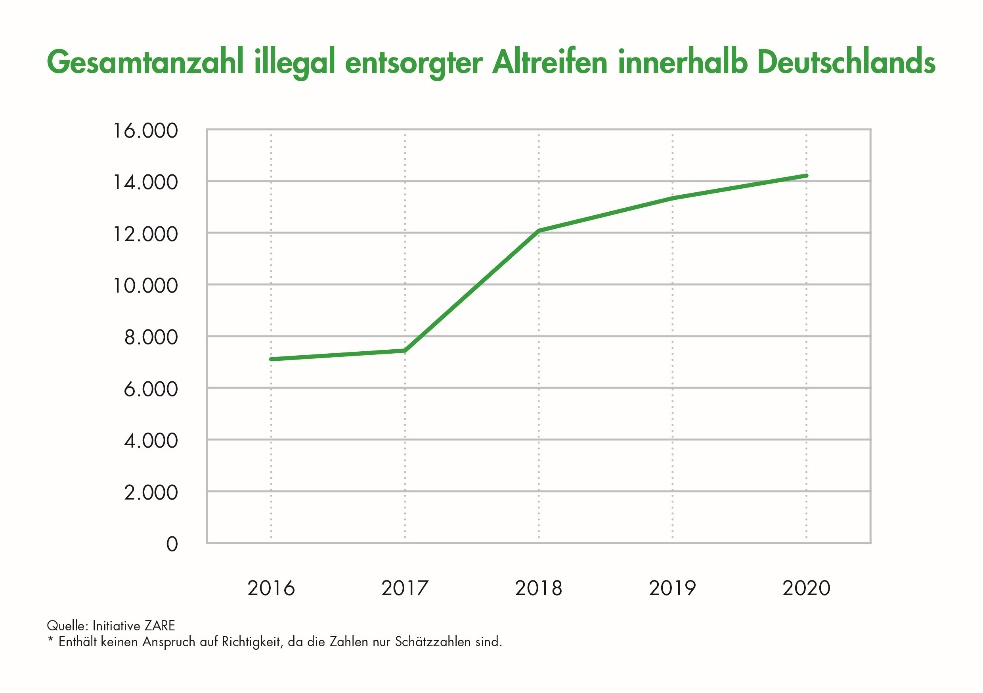 Gesamtanzahl illegal entsorgter Altreifen innerhalb Deutschlands
16.000
14.000
12.000
10.000
8.000
6.000
4.000
2.000
0
2016 2017 2018 2019 2020
Quelle: Initiative ZARE
* Enthält keinen Anspruch auf Richtigkeit, da die Zahlen nur Schätzzahlen sind.